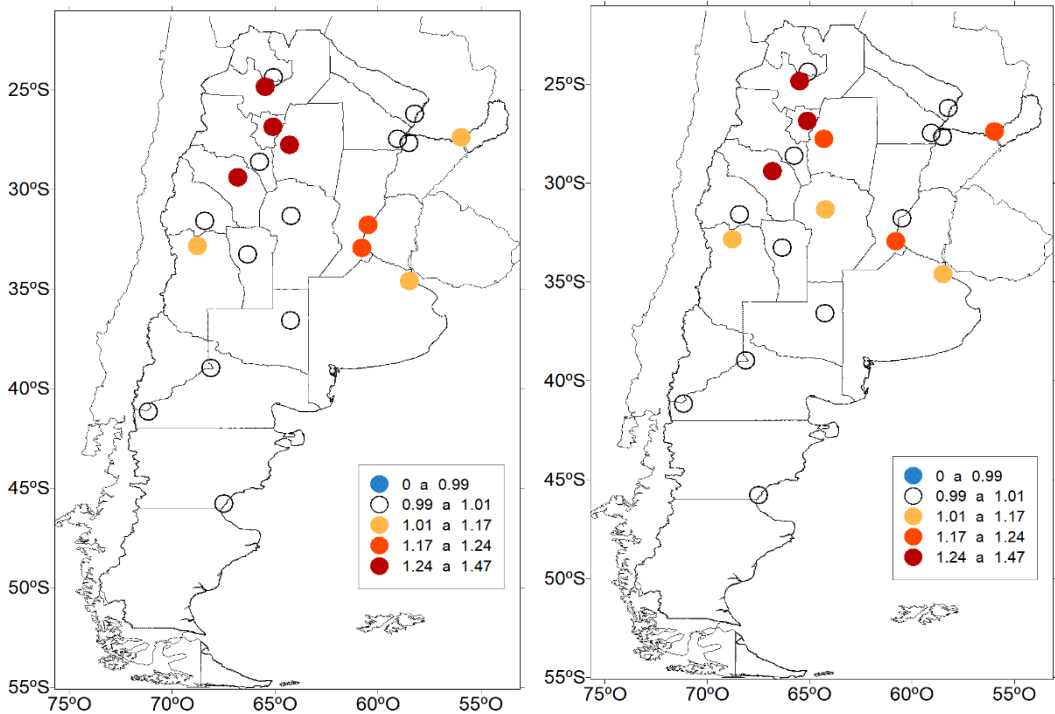 25ºS
30ºS
35ºS
40ºS
45ºS
50ºS
55ºS
75ºO 70ºO 65ºO 60ºO 55ºO
0 a 0.99
0.99 a 1.01
1.01 a 1.17
1.17 a 1.24
1.24 a 1.47
25ºS
30ºS
35ºS
40ºS
45ºS
50ºS
55ºS
75ºO 70ºO 65ºO 60ºO 55ºO
0 a 0.99
0.99 a 1.01
1.01 a 1.17
1.17 a 1.24
1.24 a 1.47